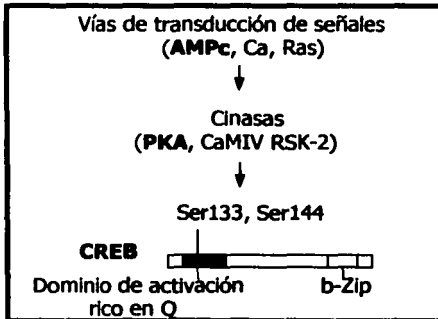 Vías de transducción de señales
(AMPc, Ca, Ras)
Cinasas
(PKA, CaMIV RSK-2)
Ser133, Ser144
CREB
Dominio de activación
rico en Q
b-Zip